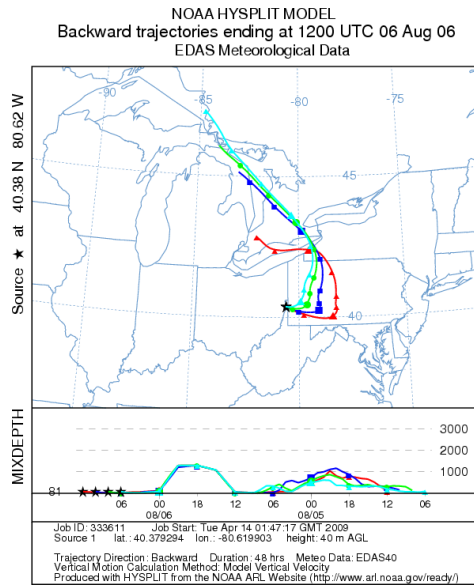 NOAA HYSPLIT MODEL
Backward trajectories ending at 1200 UTC 06 Aug 06
EDAS Meteorological Data
Source ★ at 40.38 N 80.62 W
-90
-85
-80
-75
45
40
MIXDEPTH
3000
2000
1000
81
06 00 18 12 06 00 18 12 06
08/06 08/05
Job ID: 333611 Job Start: Tue Apr 14 01:47:17 GMT 2009
Source 1 lat.: 40.379294 lon.: -80.619903 height: 40 m AGL
Trajectory Direction: Backward Duration: 48 hrs Meteo Data: EDAS40
Vertical Motion Calculation Method: Model Vertical Velocity
Produced with HYSPLIT from the NOAA ARL Website (http://www.arl.noaa.gov/ready/)